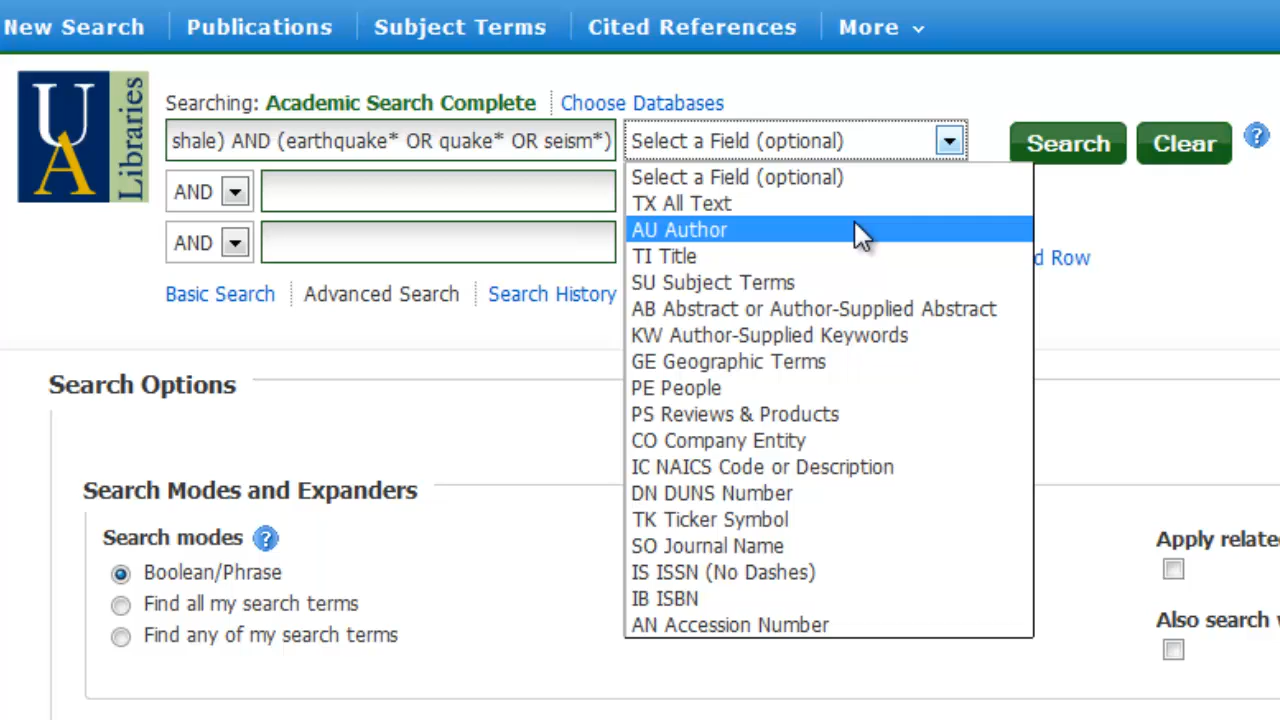 New Search Publications Subject Terms Cited References More
UA Libraries
Searching: Academic Search Complete Choose Databases
shale) AND (earthquake* OR quake* OR seism*) Select a Field (optional) Search Clear ?
AND
AND
Select a Field (optional)
TX All Text
AU Author
TI Title
SU Subject Terms
AB Abstract or Author-Supplied Abstract
KW Author-Supplied Keywords
GE Geographic Terms
PE People
PS Reviews & Products
CO Company Entity
IC NAICS Code or Description
DN DUNS Number
TK Ticker Symbol
SO Journal Name
IS ISSN (No Dashes)
IB ISBN
AN Accession Number
d Row
Basic Search Advanced Search Search History
Search Options
Search Modes and Expanders
Search modes ?
Boolean/Phrase
Find all my search terms
Find any of my search terms
Apply relate
Also search